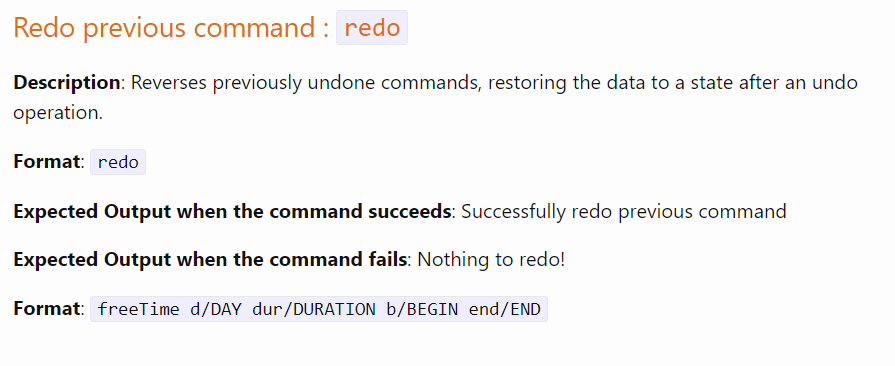 Redo previous command : redo
Description: Reverses previously undone commands, restoring the data to a state after an undo
operation.
Format: redo
Expected Output when the command succeeds: Successfully redo previous command
Expected Output when the command fails: Nothing to redo!
Format: freeTime d/DAY dur/DURATION b/BEGIN end/END